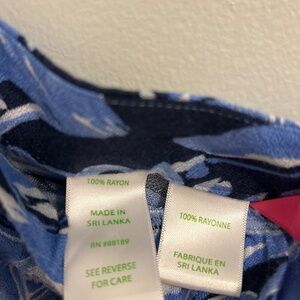 100% RAYON
MADE IN
SRI LANKA
RN #88189
SEE REVERSE
FOR CARE
100% RAYONNE
FABRIQUE EN
SRI LANKA